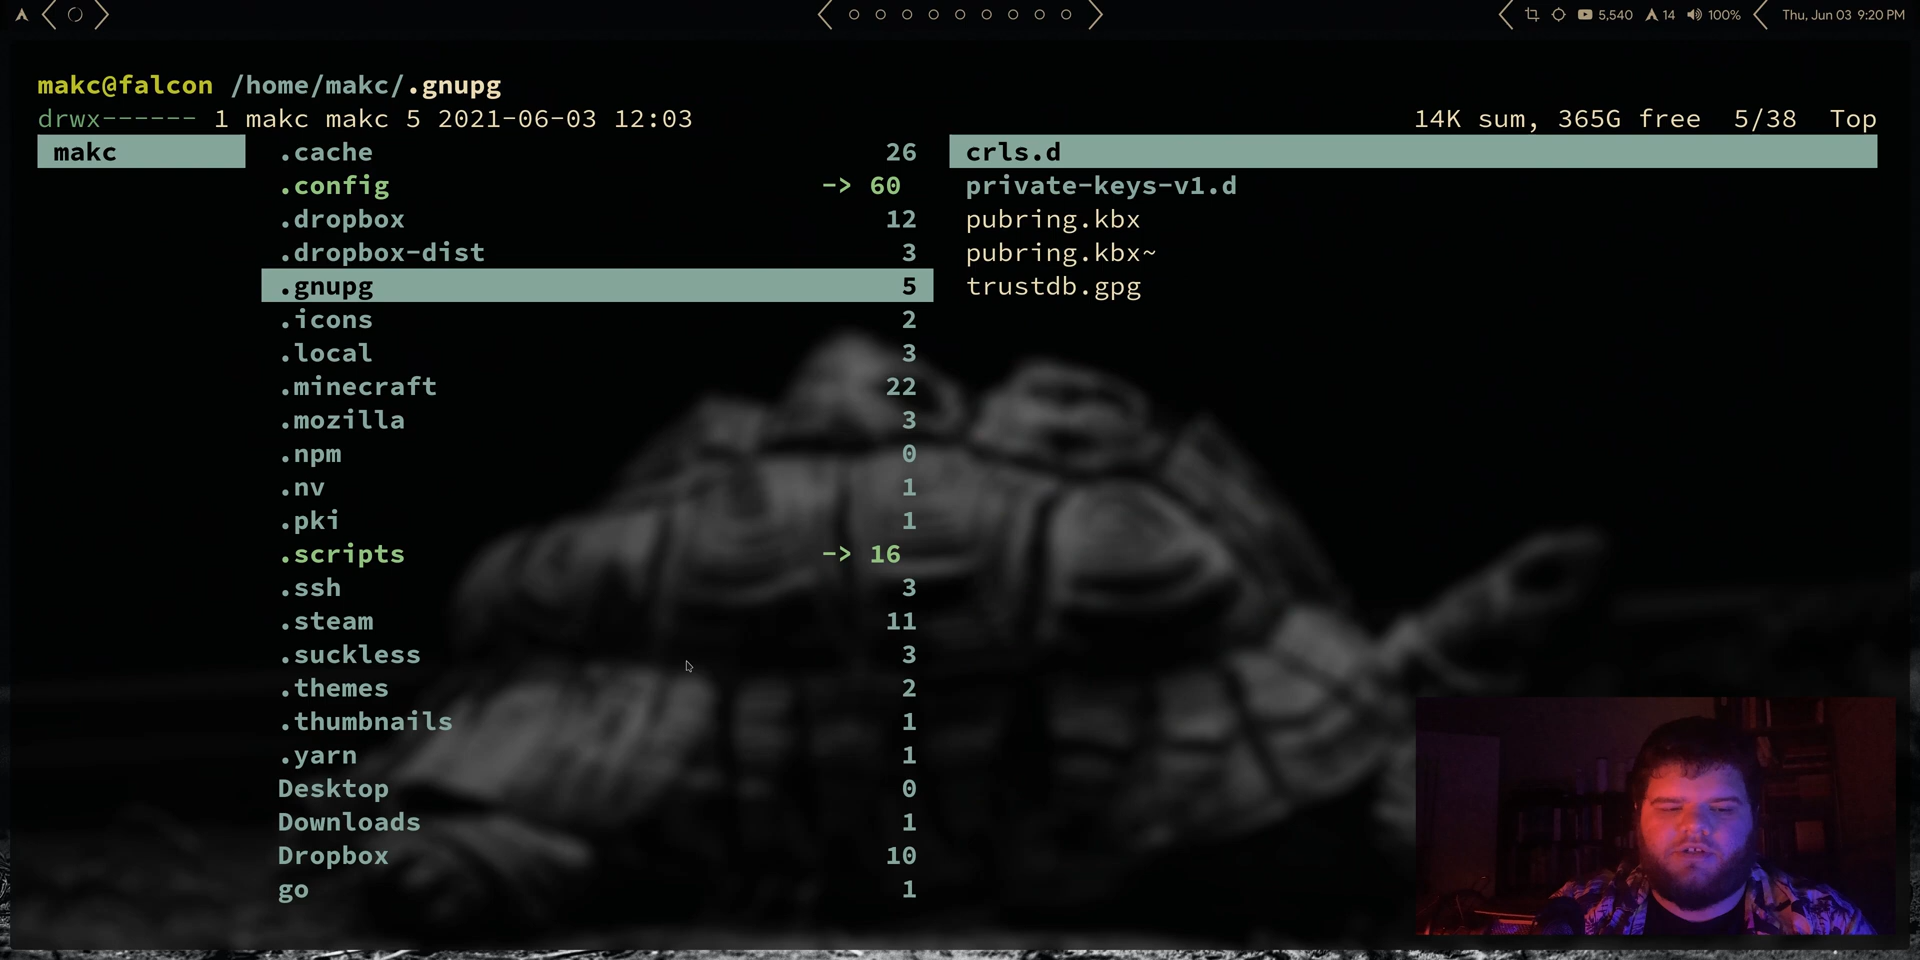 5,540 14 100% Thu, Jun 03 9:20 PM
makc@falcon /home/makc/.gnupg
drwx------ 1 makc makc 5 2021-06-03 12:03 14K sum, 365G free 5/38 Top
makc .cache 26 crls.d
.config -> 60 private-keys-v1.d
.dropbox 12 pubring.kbx
.dropbox-dist 3 pubring.kbx~
.gnupg 5 trustdb.gpg
.icons 2
.local 3
.minecraft 22
.mozilla 3
.npm 0
.nv 1
.pki 1
.scripts -> 16
.ssh 3
.steam 11
.suckless 3
.themes 2
.thumbnails 1
.yarn 1
Desktop 0
Downloads 1
Dropbox 10
go 1